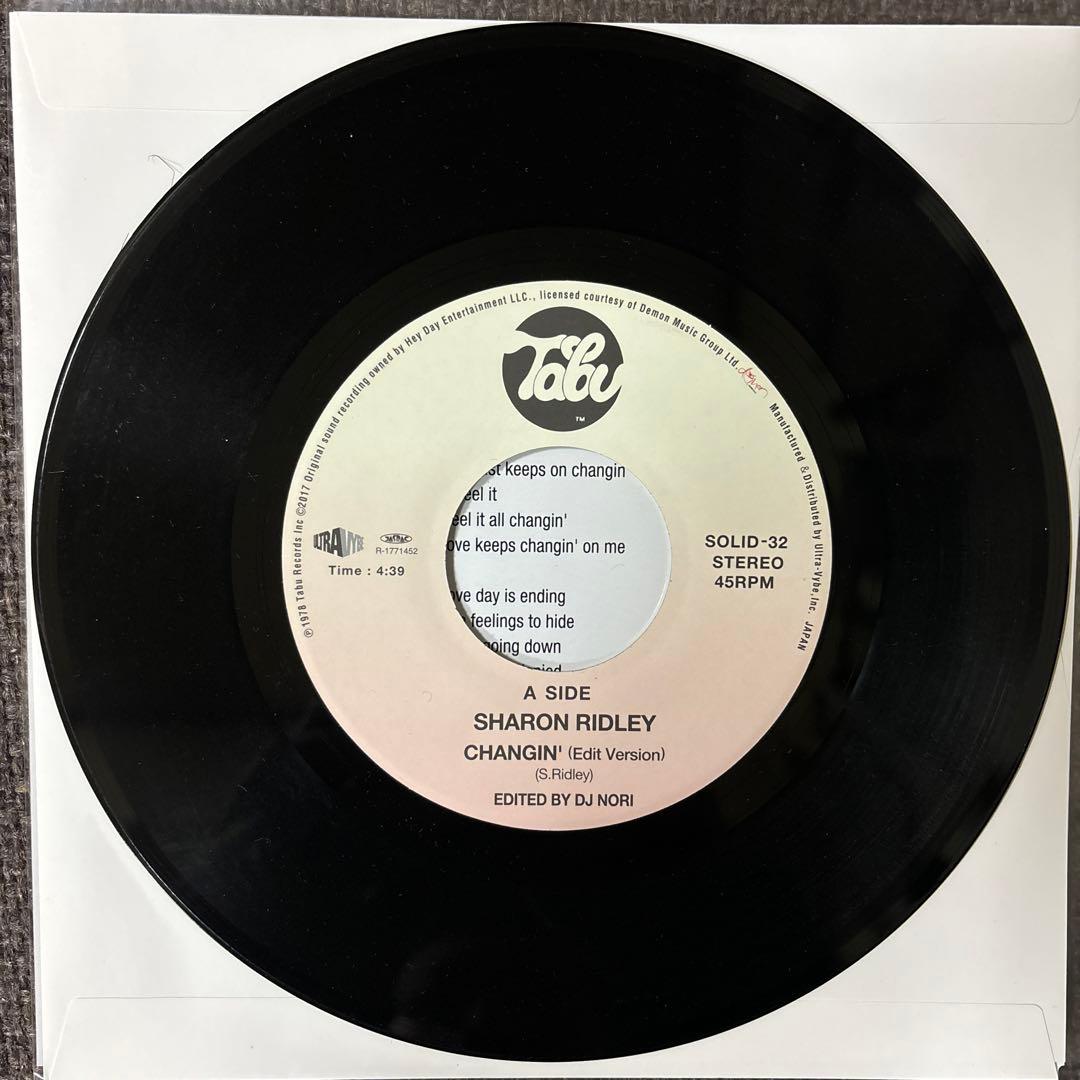 ℗1978 Tabu Records Inc ©2017 Original sound recording owned by Hey Day Entertainment LLC., licensed courtesy of Demon Music Group Ltd.
Manufactured & Distributed by Ultra-Vybe, Inc. JAPAN
Tabu
TM
keeps on changin
eel it
eel it all changin'
ove keeps changin' on me
day is ending
feelings to hide
going down
ULTRA-VYBE
JASRAC
R-1771452
Time : 4:39
SOLID-32
STEREO
45RPM
A SIDE
SHARON RIDLEY
CHANGIN' (Edit Version)
(S.Ridley)
EDITED BY DJ NORI